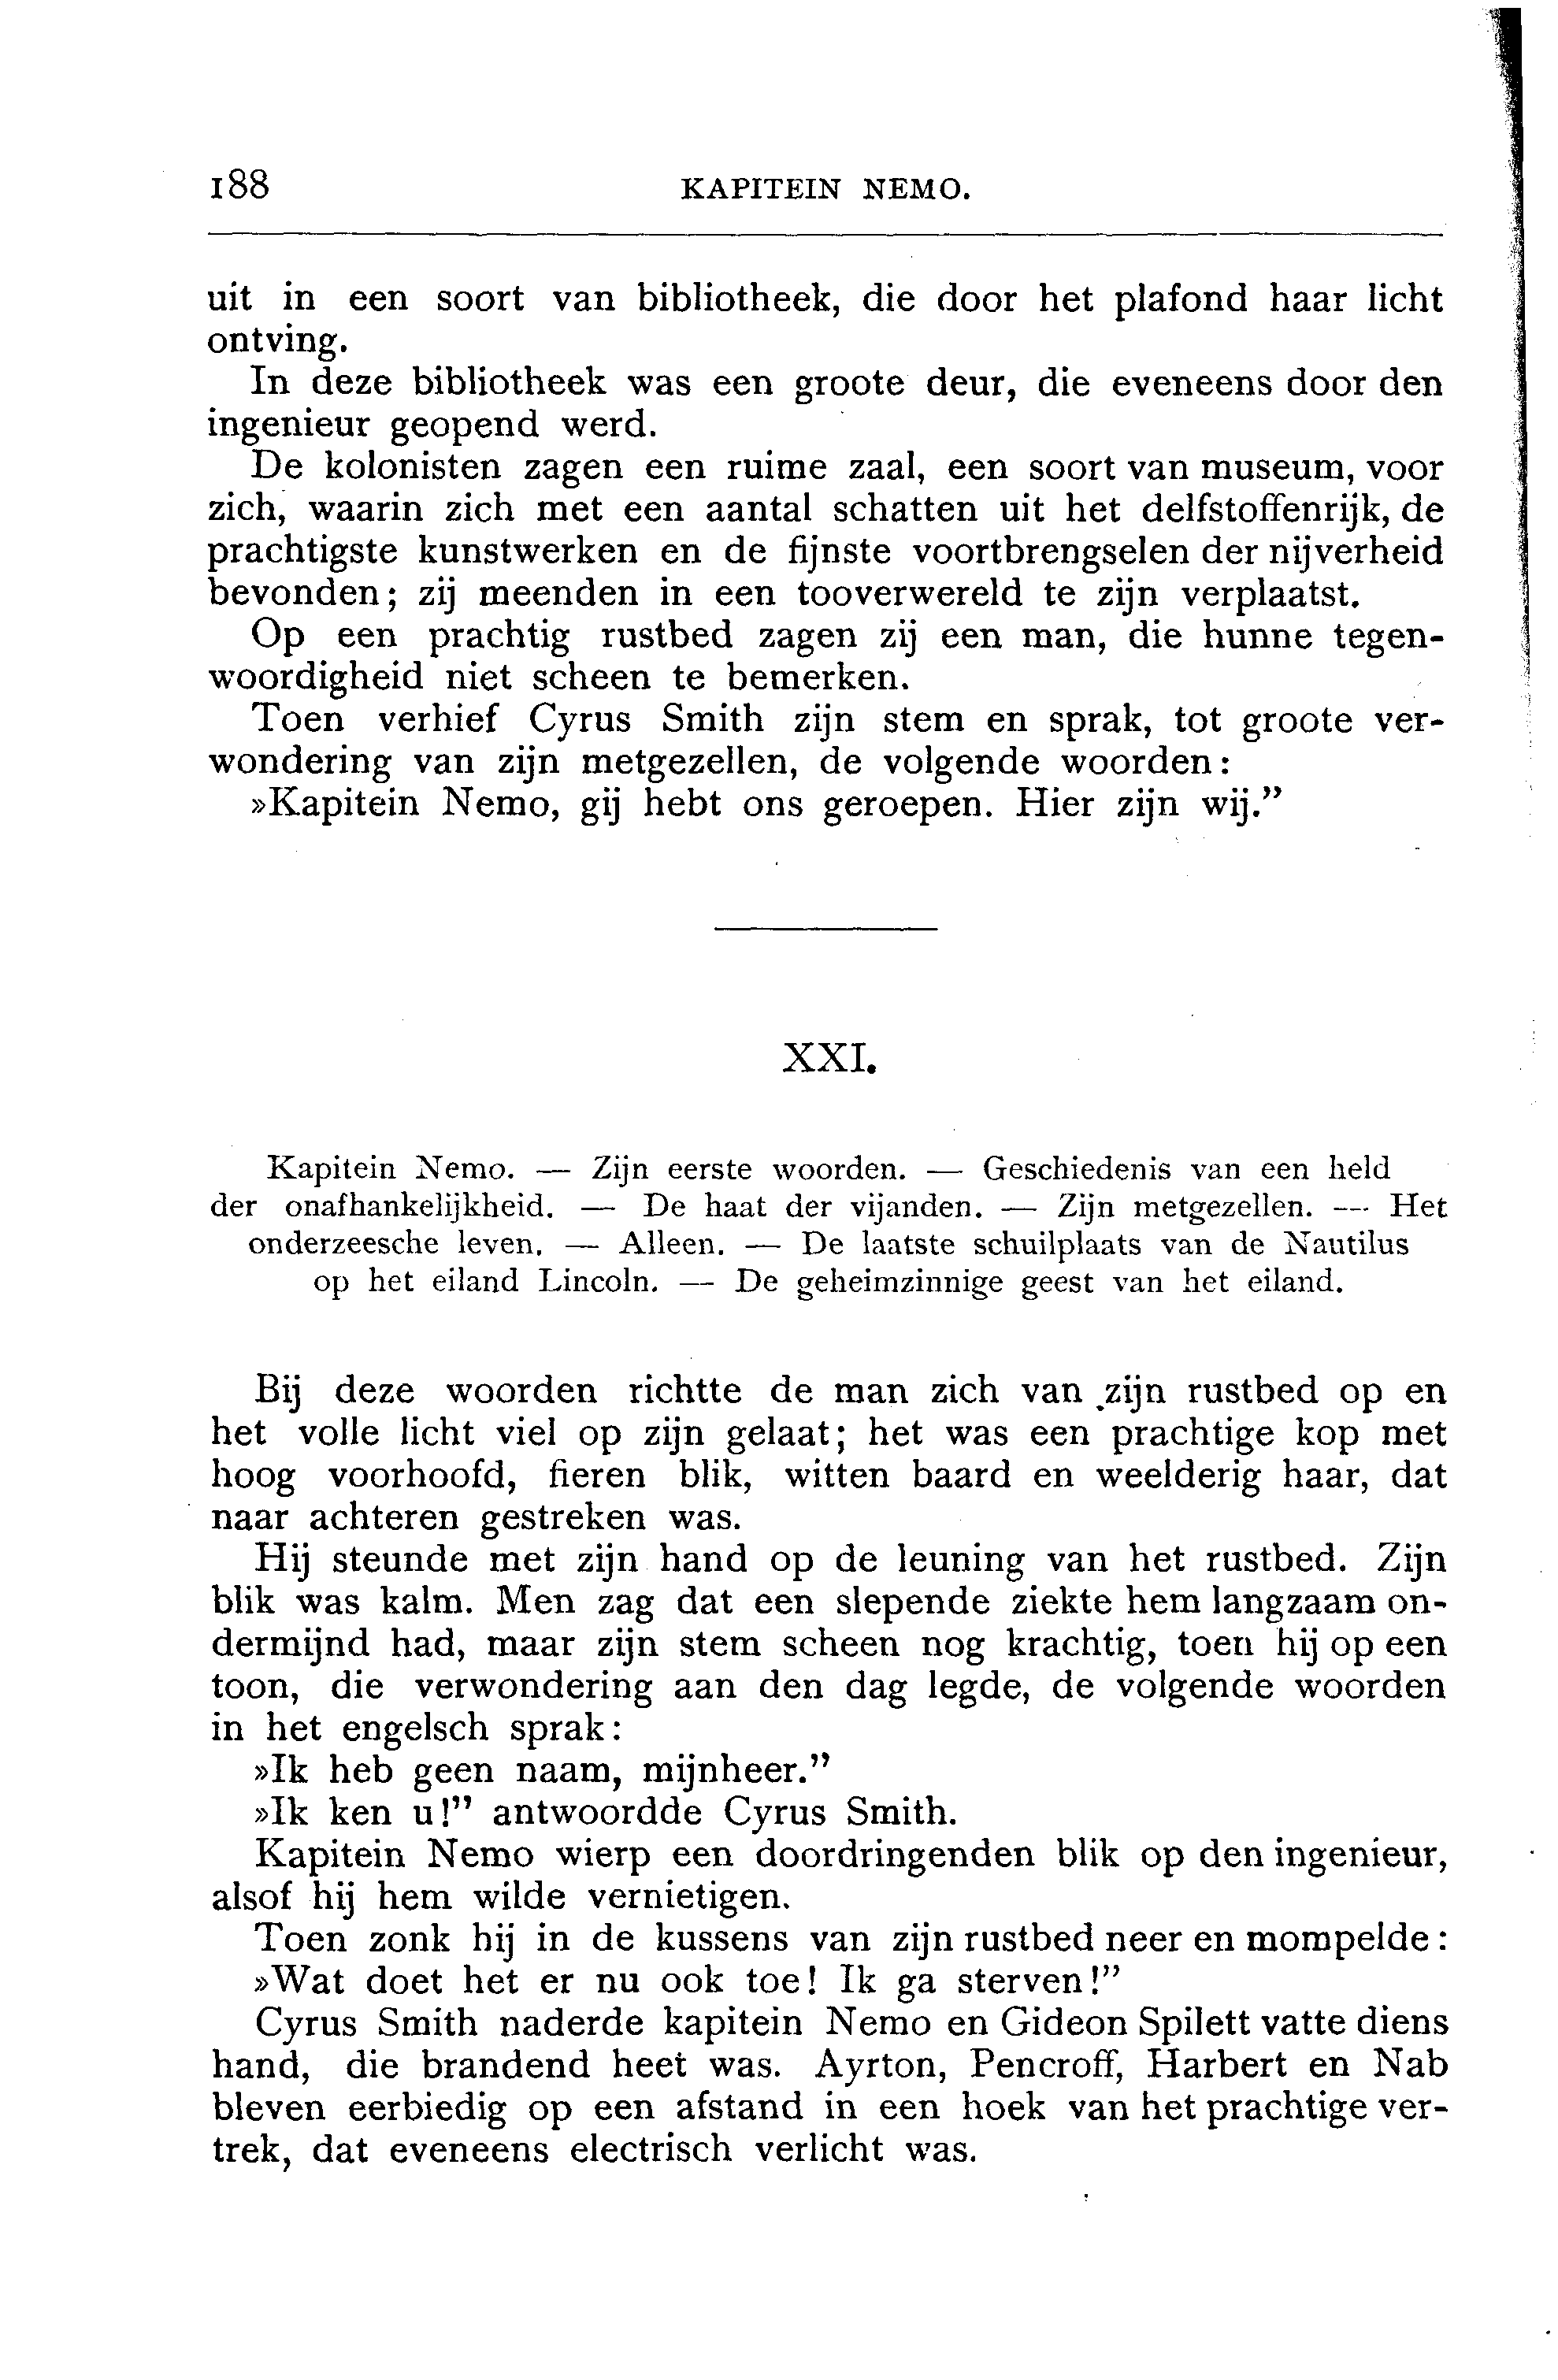 188 KAPITEIN NEMO.
uit in een soort van bibliotheek, die door het plafond haar licht
ontving.
In deze bibliotheek was een groote deur, die eveneens door den
ingenieur geopend werd.
De kolonisten zagen een ruime zaal, een soort van museum, voor
zich, waarin zich met een aantal schatten uit het delfstoffenrijk, de
prachtigste kunstwerken en de fijnste voortbrengselen der nijverheid
bevonden; zij meenden in een tooverwereld te zijn verplaatst.
Op een prachtig rustbed zagen zij een man, die hunne tegen-
woordigheid niet scheen te bemerken.
Toen verhief Cyrus Smith zijn stem en sprak, tot groote ver-
wondering van zijn metgezellen, de volgende woorden:
»Kapitein Nemo, gij hebt ons geroepen. Hier zijn wij.”
XXI.
Kapitein Nemo. — Zijn eerste woorden. — Geschiedenis van een held
der onafhankelijkheid. — De haat der vijanden. — Zijn metgezellen. — Het
onderzeesche leven. — Alleen. — De laatste schuilplaats van de Nautilus
op het eiland Lincoln. — De geheimzinnige geest van het eiland.
Bij deze woorden richtte de man zich van zijn rustbed op en
het volle licht viel op zijn gelaat; het was een prachtige kop met
hoog voorhoofd, fieren blik, witten baard en weelderig haar, dat
naar achteren gestreken was.
Hij steunde met zijn hand op de leuning van het rustbed. Zijn
blik was kalm. Men zag dat een slepende ziekte hem langzaam on-
dermijnd had, maar zijn stem scheen nog krachtig, toen hij op een
toon, die verwondering aan den dag legde, de volgende woorden
in het engelsch sprak:
»Ik heb geen naam, mijnheer.”
»Ik ken u!” antwoordde Cyrus Smith.
Kapitein Nemo wierp een doordringenden blik op den ingenieur,
alsof hij hem wilde vernietigen.
Toen zonk hij in de kussens van zijn rustbed neer en mompelde:
»Wat doet het er nu ook toe! Ik ga sterven!”
Cyrus Smith naderde kapitein Nemo en Gideon Spilett vatte diens
hand, die brandend heet was. Ayrton, Pencroff, Harbert en Nab
bleven eerbiedig op een afstand in een hoek van het prachtige ver-
trek, dat eveneens electrisch verlicht was.